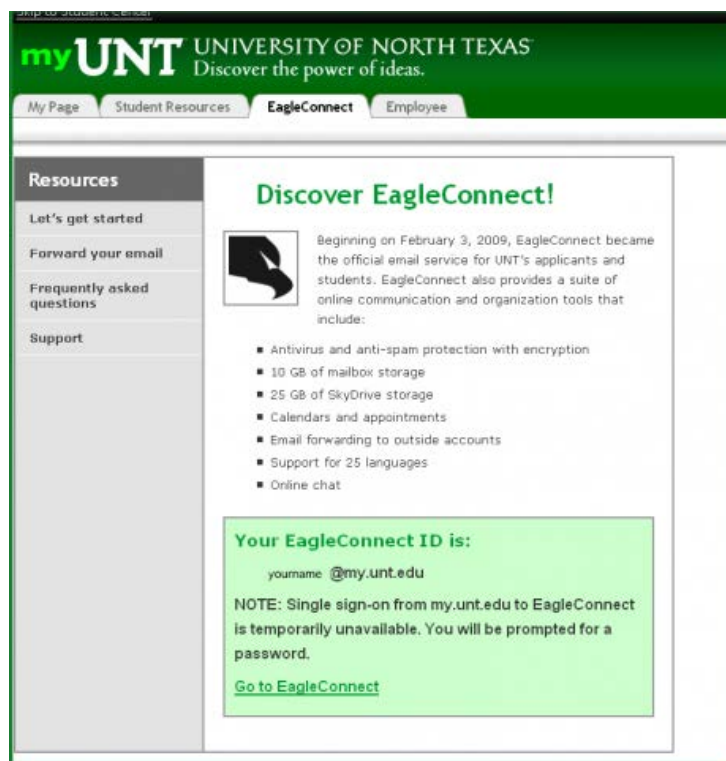 Skip to Student Center
myUNT UNIVERSITY OF NORTH TEXAS
Discover the power of ideas.
My Page Student Resources EagleConnect Employee
Resources
Let's get started
Forward your email
Frequently asked
questions
Support
Discover EagleConnect!
Beginning on February 3, 2009, EagleConnect became
the official email service for UNT's applicants and
students. EagleConnect also provides a suite of
online communication and organization tools that
include:
Antivirus and anti-spam protection with encryption
10 GB of mailbox storage
25 GB of SkyDrive storage
Calendars and appointments
Email forwarding to outside accounts
Support for 25 languages
Online chat
Your EagleConnect ID is:
yourname @my.unt.edu
NOTE: Single sign-on from my.unt.edu to EagleConnect
is temporarily unavailable. You will be prompted for a
password.
Go to EagleConnect